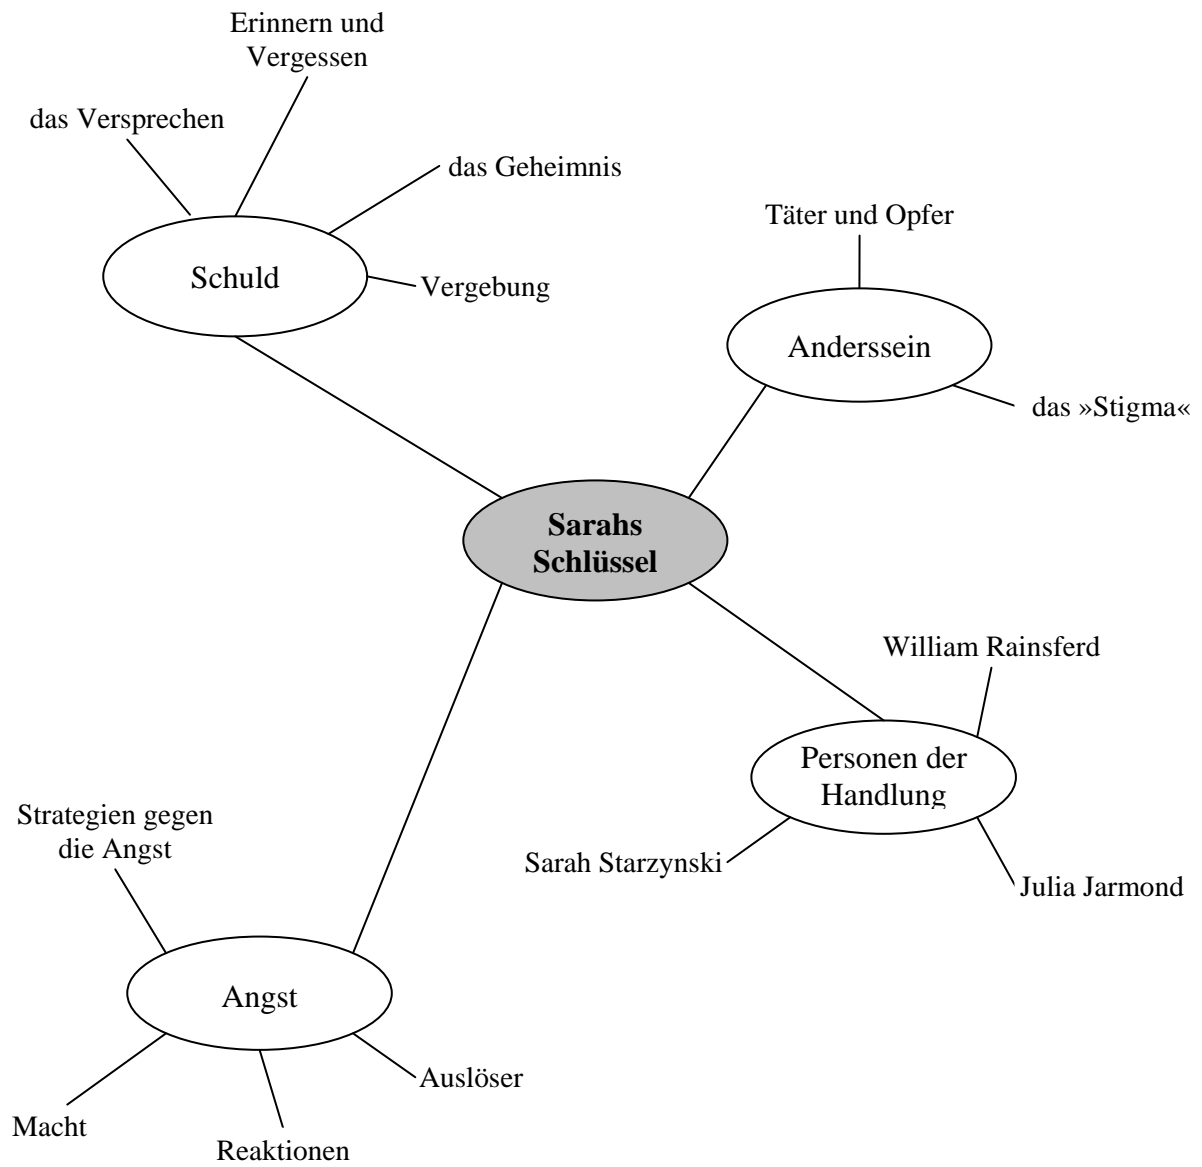 Erinnern und
Vergessen
das Versprechen
das Geheimnis
Schuld
Vergebung
Täter und Opfer
Anderssein
das »Stigma«
Sarahs
Schlüssel
William Rainsferd
Personen der
Handlung
Sarah Starzynski
Julia Jarmond
Strategien gegen
die Angst
Angst
Auslöser
Macht
Reaktionen